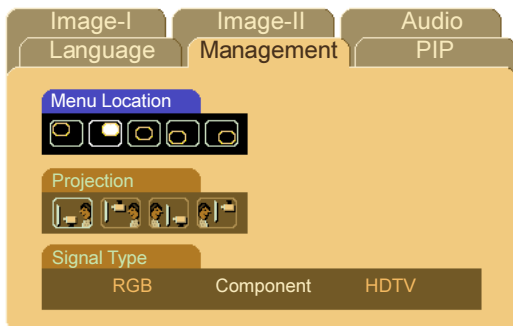 Image-I Image-II Audio
Language Management PIP
Menu Location
Projection
Signal Type
RGB Component HDTV